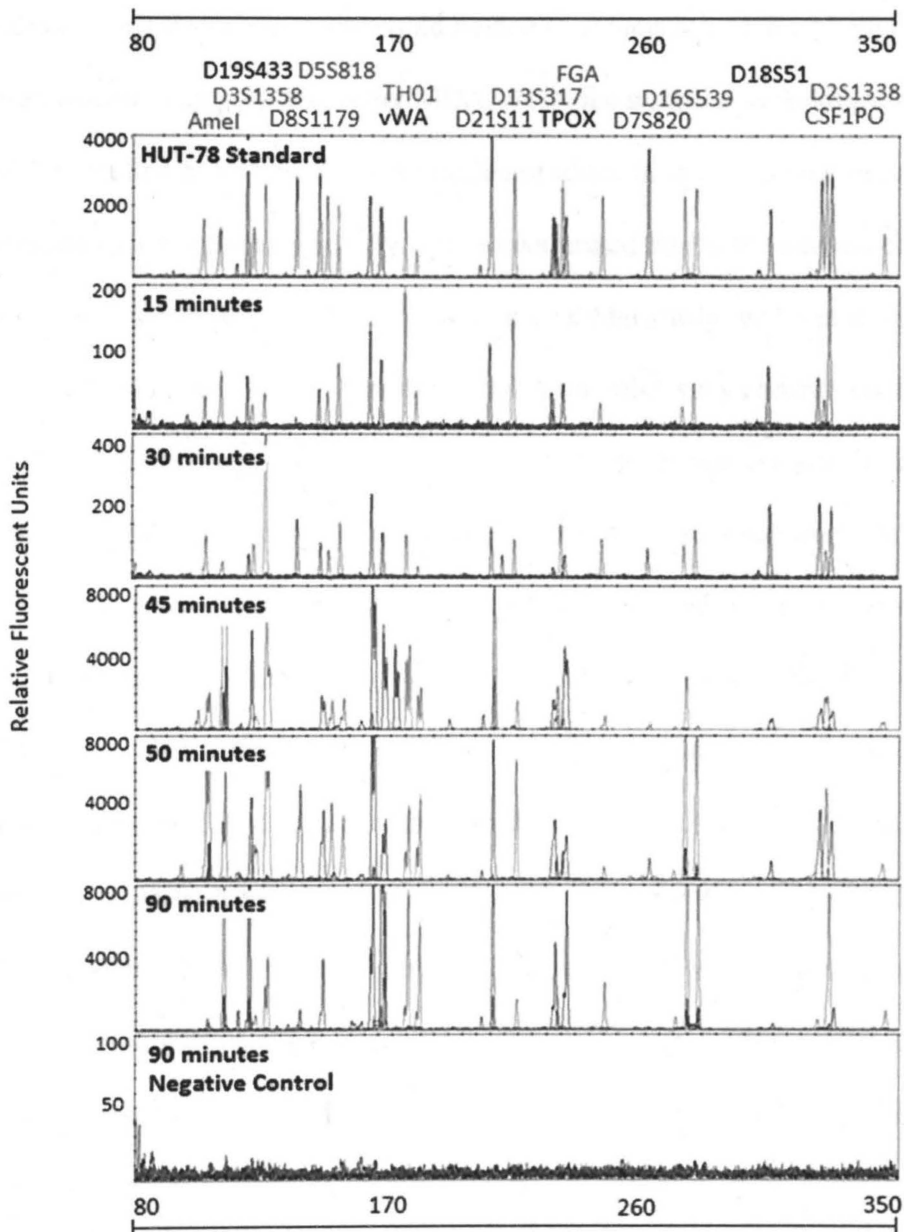 80 170 260 350
D19S433 D5S818 FGA D18S51
D3S1358 TH01 D13S317 D16S539 D2S1338
Amel D8S1179 vWA D21S11 TPOX D7S820 CSF1PO
Relative Fluorescent Units
4000
2000
HUT-78 Standard
200
100
15 minutes
400
200
30 minutes
8000
4000
45 minutes
8000
4000
50 minutes
8000
4000
90 minutes
100
50
90 minutes
Negative Control
80 170 260 350